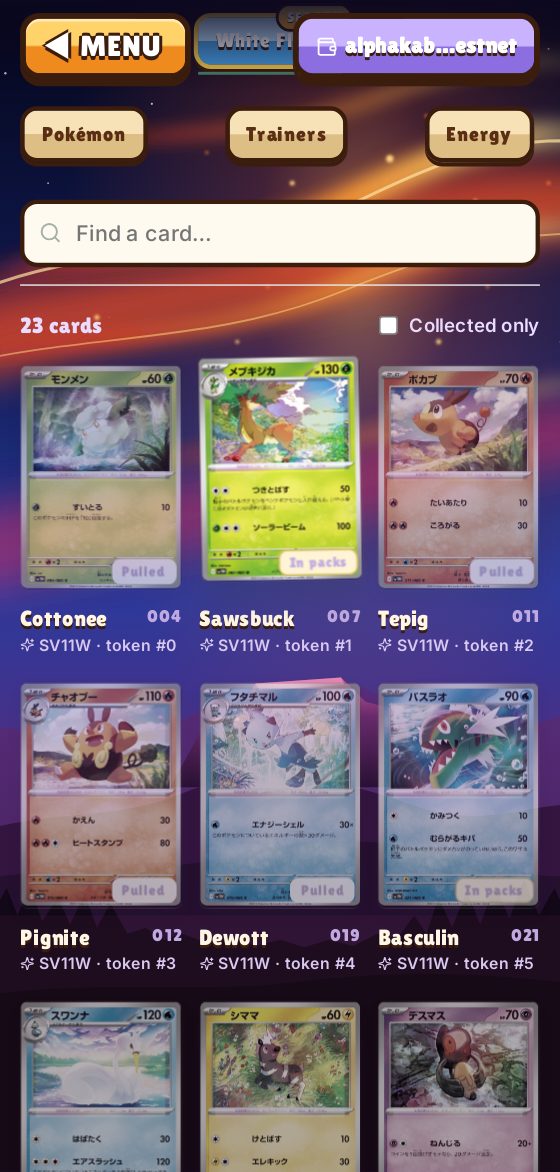 MENU
White Fl
alphakab...estnet
Pokémon
Trainers
Energy
Find a card...
23 cards
Collected only
モンメン
60
すいとる 10
Pulled
メブキジカ
130
つきとばす 50
ソーラービーム 100
In packs
ポカブ
70
たいあたり 10
ころがる 30
Pulled
Cottonee 004
SV11W · token #0
Sawsbuck 007
SV11W · token #1
Tepig 011
SV11W · token #2
チャオブー
110
かえん 30
ヒートスタンプ 80
Pulled
フタチマル
100
エナジーシェル 30×
Pulled
バスラオ
90
かみつく 10
むらがるキバ 50
In packs
Pignite 012
SV11W · token #3
Dewott 019
SV11W · token #4
Basculin 021
SV11W · token #5
スワンナ
120
はばたく 30
エアスラッシュ 120
シママ
60
けとばす 10
エレキック 30
デスマス
70
ねんじる 20+